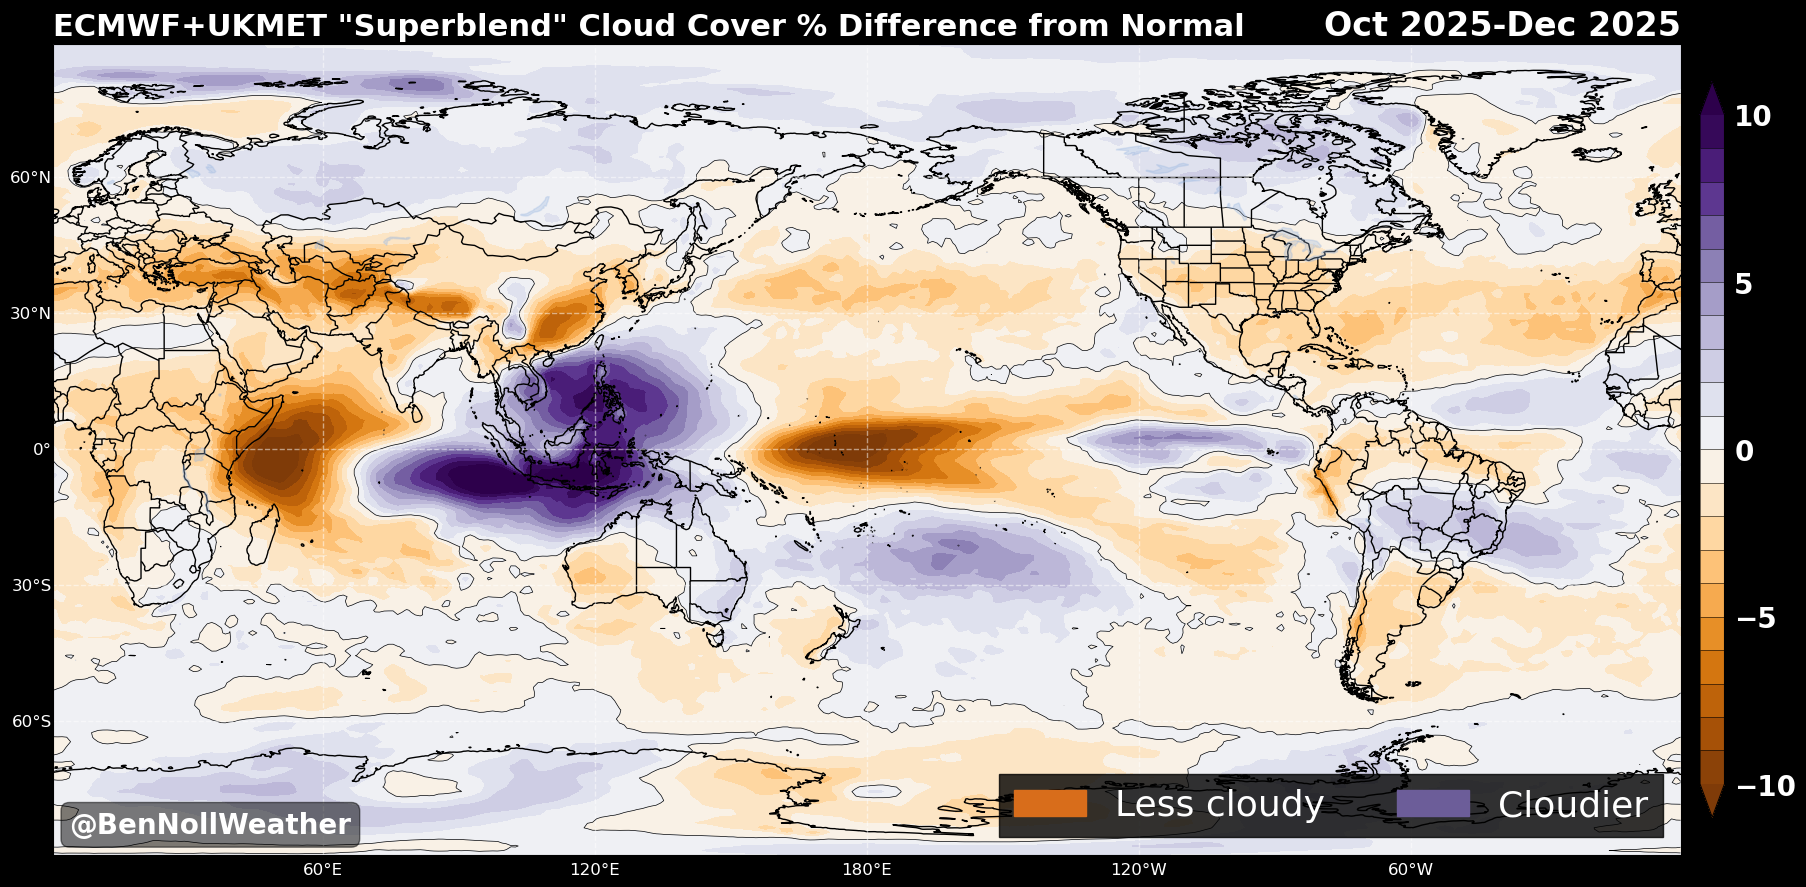 ECMWF+UKMET "Superblend" Cloud Cover % Difference from Normal
Oct 2025-Dec 2025
60°N
30°N
0°
30°S
60°S
60°E
120°E
180°E
120°W
60°W
10
5
0
−5
−10
@BenNollWeather
Less cloudy
Cloudier